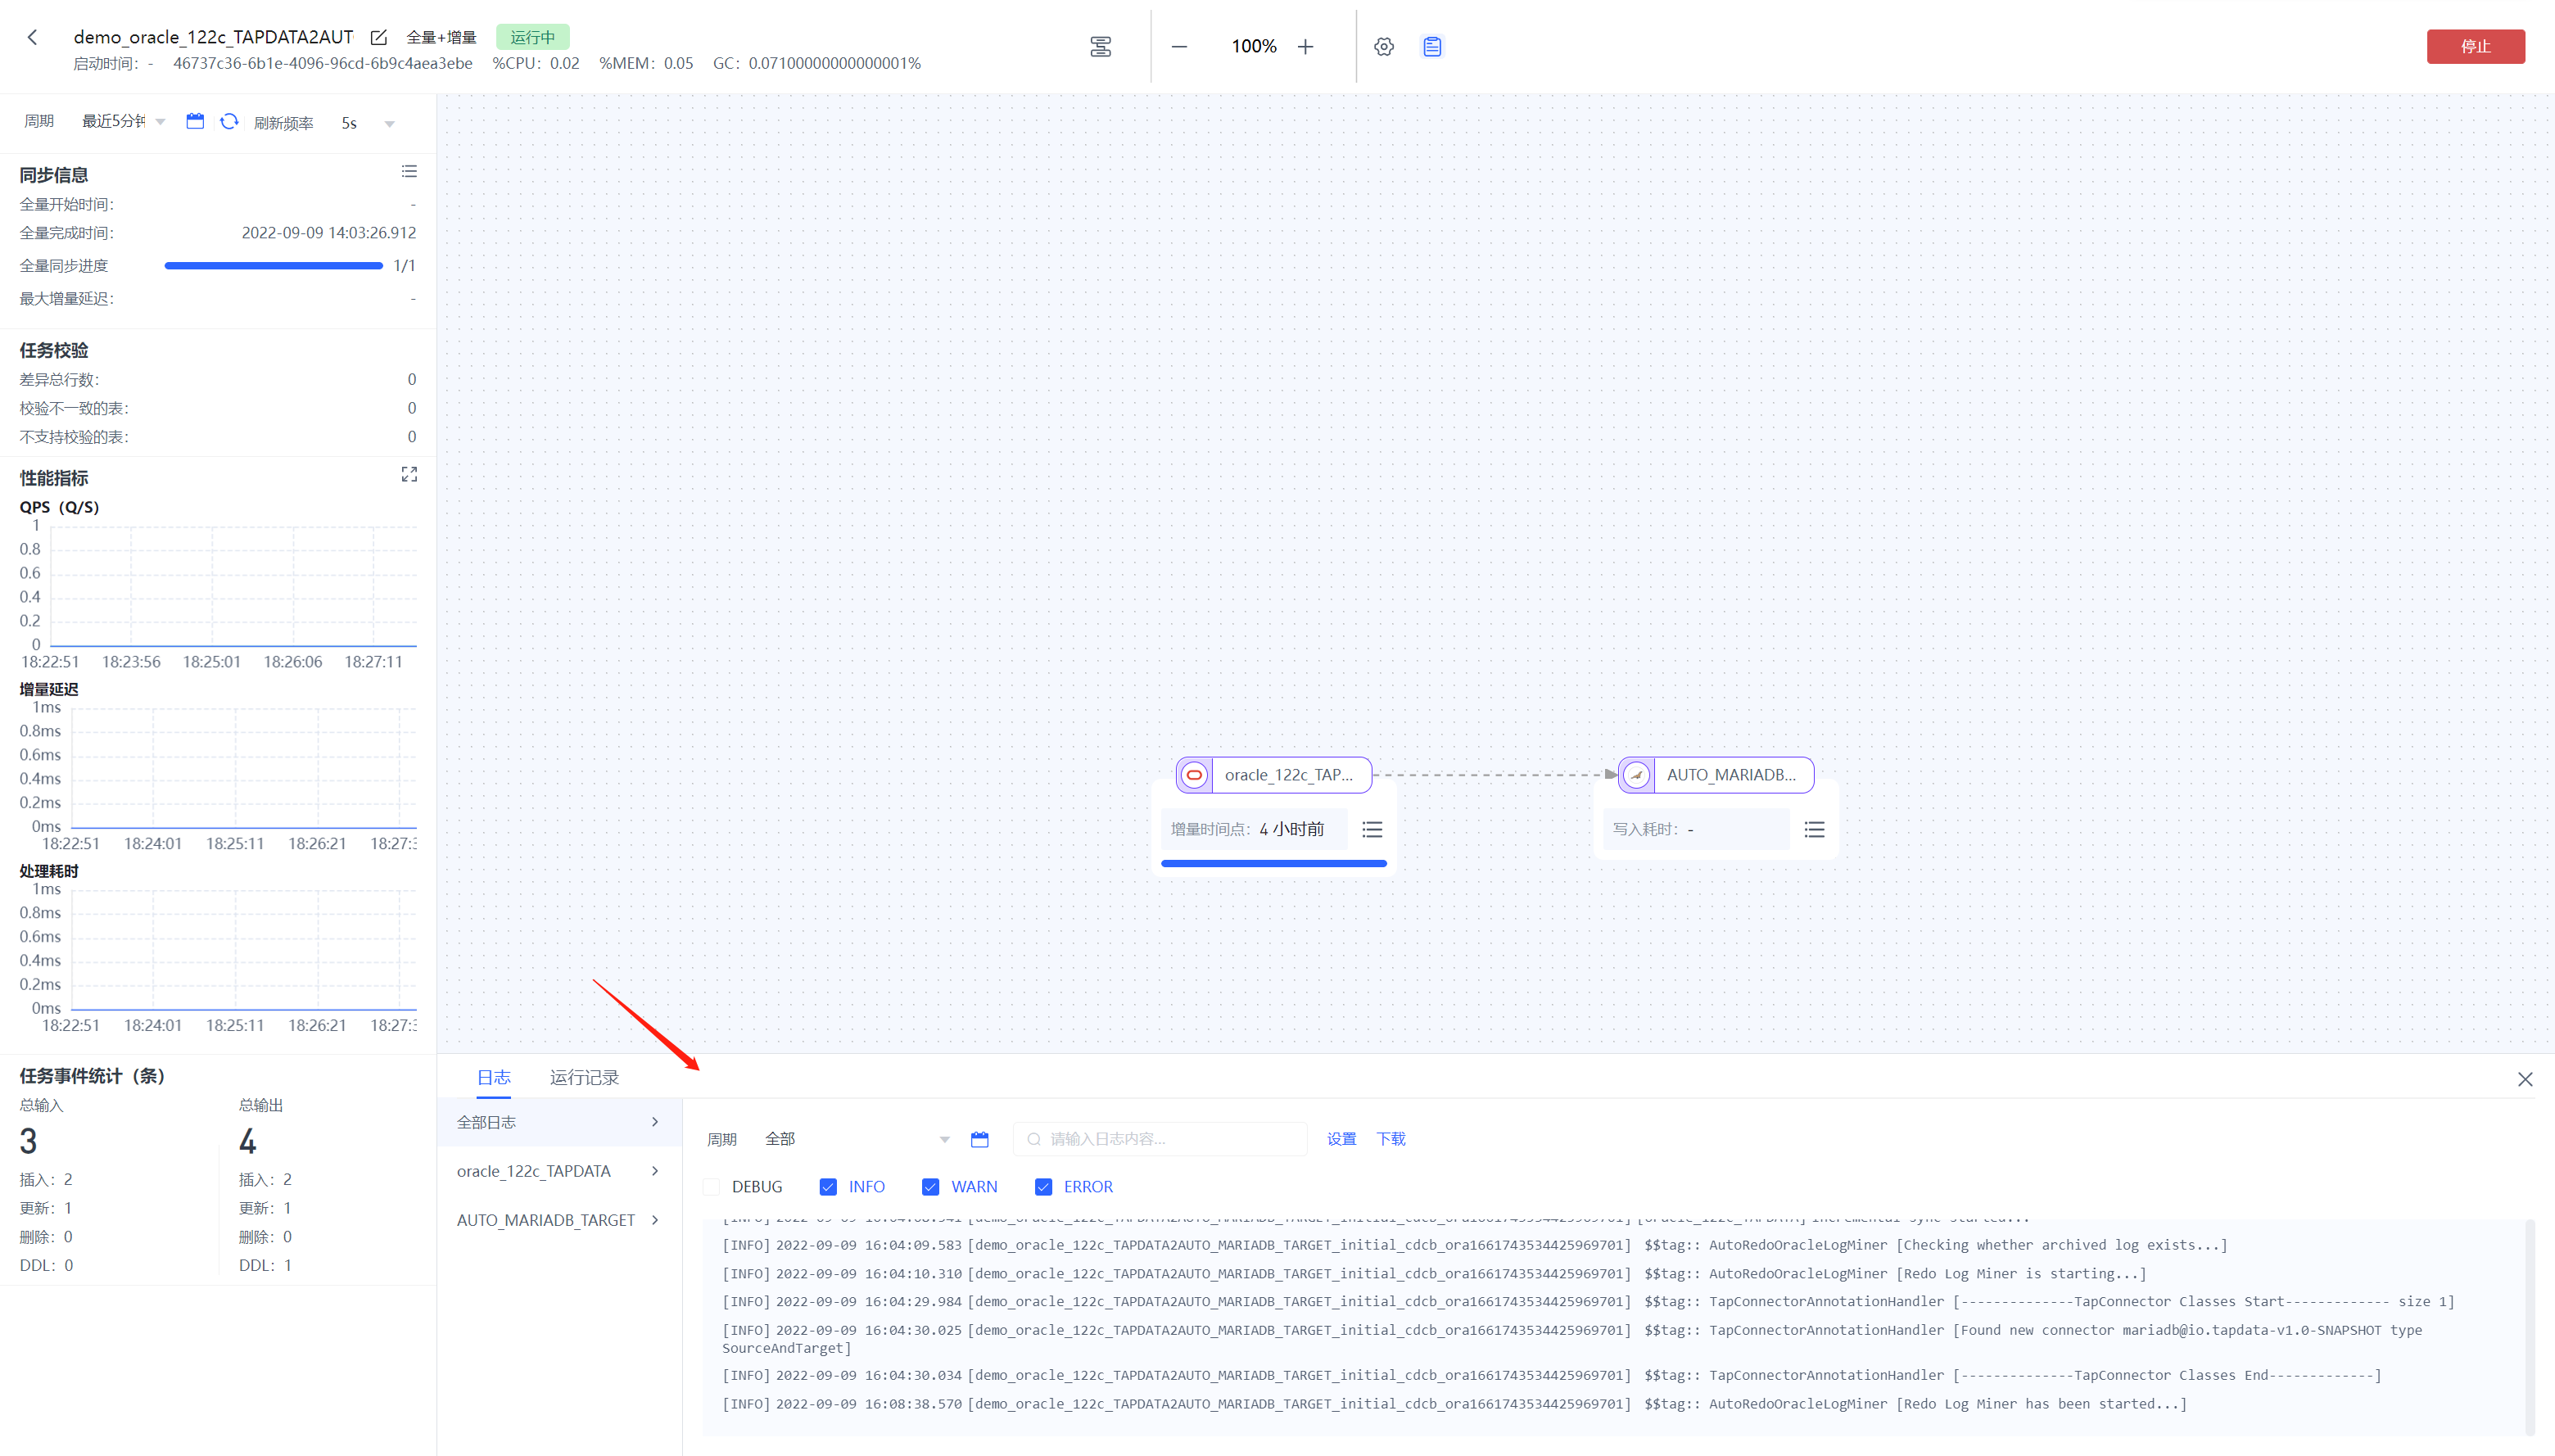 demo_oracle_122c_TAPDATA2AUT
全量+增量
运行中
启动时间：-
46737c36-6b1e-4096-96cd-6b9c4aea3ebe
%CPU：0.02
%MEM：0.05
GC：0.07100000000000001%
100%
停止
周期
最近5分钟
刷新频率
5s
同步信息
全量开始时间：
-
全量完成时间：
2022-09-09 14:03:26.912
全量同步进度
1/1
最大增量延迟：
-
任务校验
差异总行数：
0
校验不一致的表：
0
不支持校验的表：
0
性能指标
QPS（Q/S）
1
0.8
0.6
0.4
0.2
0
18:22:51 18:23:56 18:25:01 18:26:06 18:27:11
增量延迟
1ms
0.8ms
0.6ms
0.4ms
0.2ms
0ms
18:22:51 18:24:01 18:25:11 18:26:21 18:27:3
处理耗时
1ms
0.8ms
0.6ms
0.4ms
0.2ms
0ms
18:22:51 18:24:01 18:25:11 18:26:21 18:27:3
任务事件统计（条）
总输入
3
插入：2
更新：1
删除：0
DDL：0
总输出
4
插入：2
更新：1
删除：0
DDL：1
oracle_122c_TAP...
增量时间点：4 小时前
AUTO_MARIADB...
写入耗时：-
日志
运行记录
全部日志
oracle_122c_TAPDATA
AUTO_MARIADB_TARGET
周期
全部
请输入日志内容...
设置
下载
DEBUG
INFO
WARN
ERROR
[INFO] 2022-09-09 16:04:08.541 [demo_oracle_122c_TAPDATA2AUTO_MARIADB_TARGET_initial_cdcb_ora1661743534425969701] [oracle_122c_TAPDATA] Incremental sync started...
[INFO] 2022-09-09 16:04:09.583 [demo_oracle_122c_TAPDATA2AUTO_MARIADB_TARGET_initial_cdcb_ora1661743534425969701] $$tag:: AutoRedoOracleLogMiner [Checking whether archived log exists...]
[INFO] 2022-09-09 16:04:10.310 [demo_oracle_122c_TAPDATA2AUTO_MARIADB_TARGET_initial_cdcb_ora1661743534425969701] $$tag:: AutoRedoOracleLogMiner [Redo Log Miner is starting...]
[INFO] 2022-09-09 16:04:29.984 [demo_oracle_122c_TAPDATA2AUTO_MARIADB_TARGET_initial_cdcb_ora1661743534425969701] $$tag:: TapConnectorAnnotationHandler [--------------TapConnector Classes Start------------- size 1]
[INFO] 2022-09-09 16:04:30.025 [demo_oracle_122c_TAPDATA2AUTO_MARIADB_TARGET_initial_cdcb_ora1661743534425969701] $$tag:: TapConnectorAnnotationHandler [Found new connector mariadb@io.tapdata-v1.0-SNAPSHOT type
SourceAndTarget]
[INFO] 2022-09-09 16:04:30.034 [demo_oracle_122c_TAPDATA2AUTO_MARIADB_TARGET_initial_cdcb_ora1661743534425969701] $$tag:: TapConnectorAnnotationHandler [--------------TapConnector Classes End-------------]
[INFO] 2022-09-09 16:08:38.570 [demo_oracle_122c_TAPDATA2AUTO_MARIADB_TARGET_initial_cdcb_ora1661743534425969701] $$tag:: AutoRedoOracleLogMiner [Redo Log Miner has been started...]